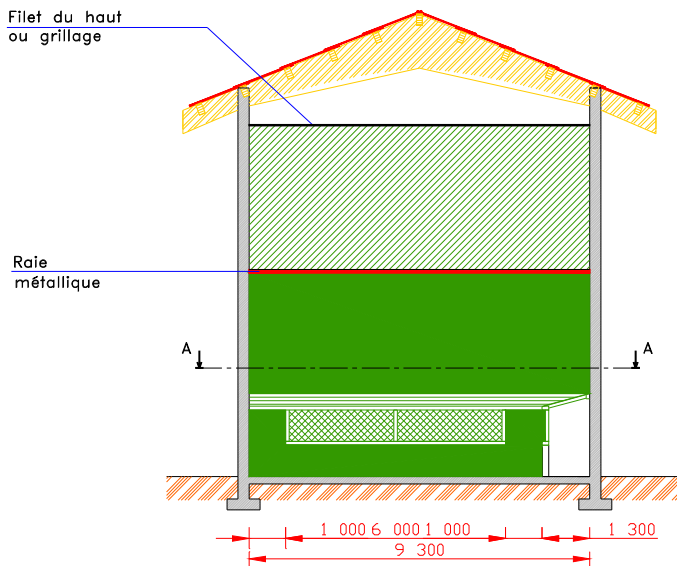 Filet du haut
ou grillage
Raie
métallique
A
A
1 000 6 000 1 000
1 300
9 300